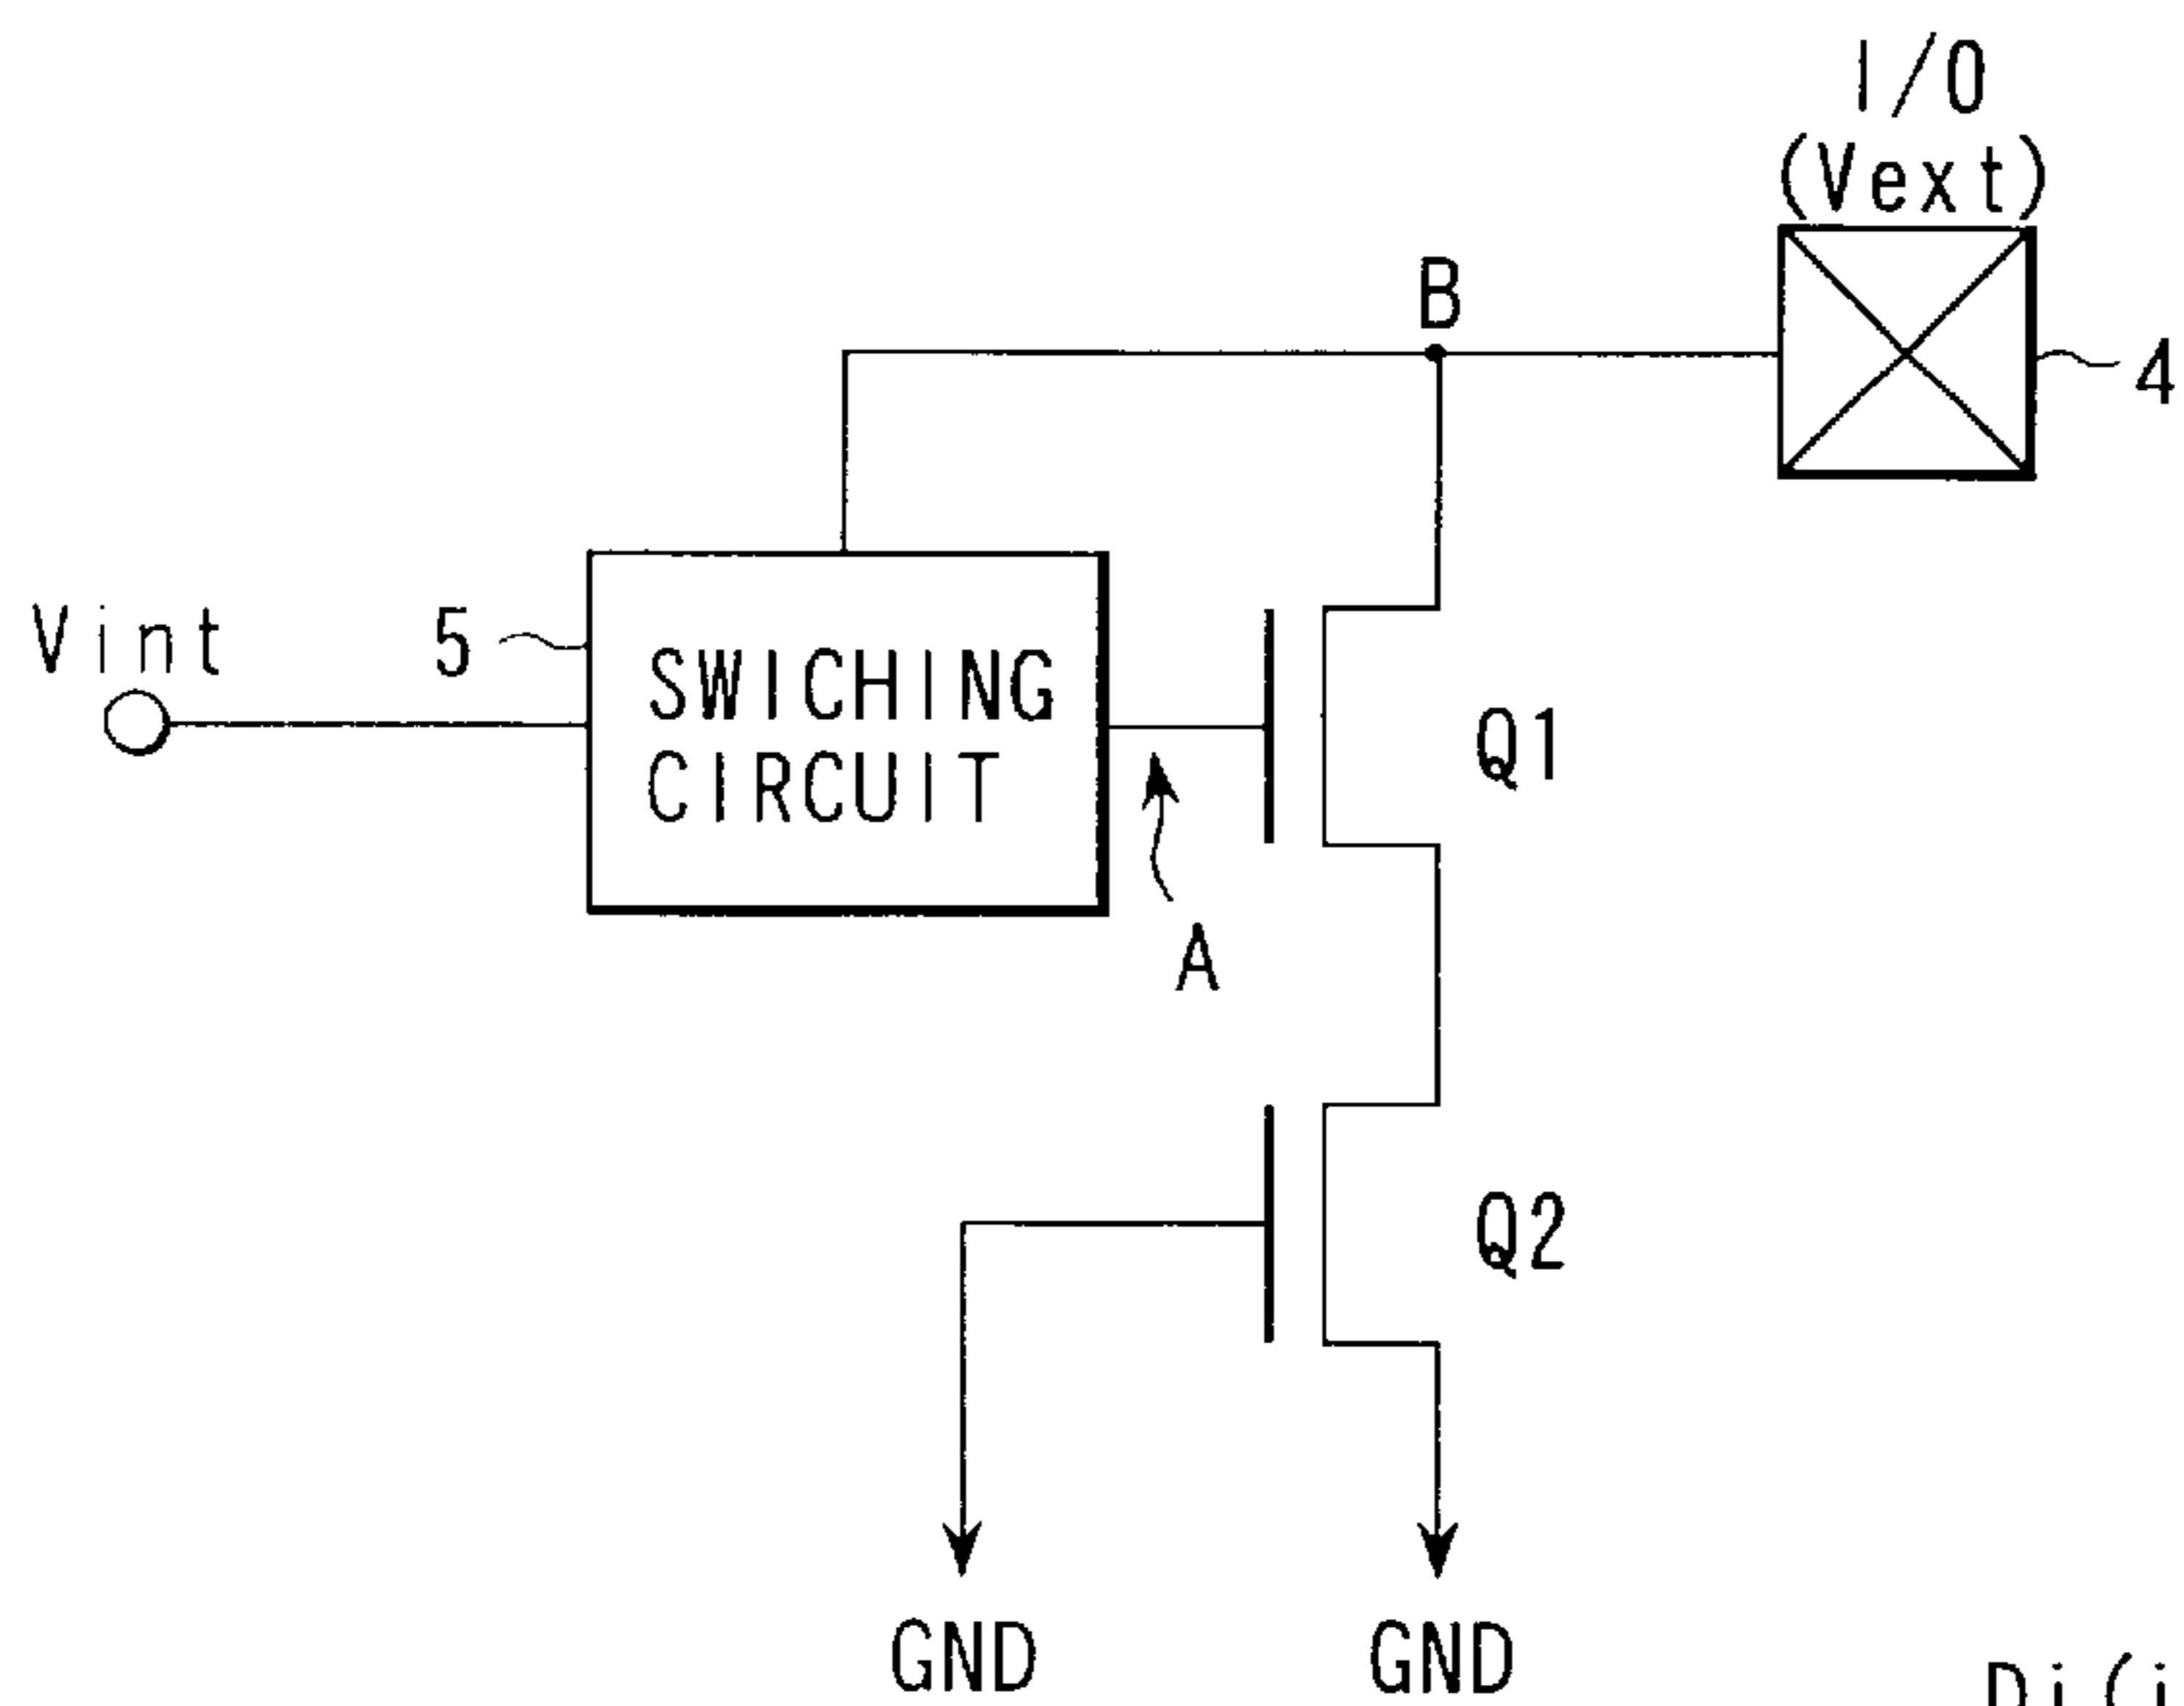 I/O
(Vext)
B
4
Vint
5
SWICHING
CIRCUIT
Q1
A
Q2
GND
GND